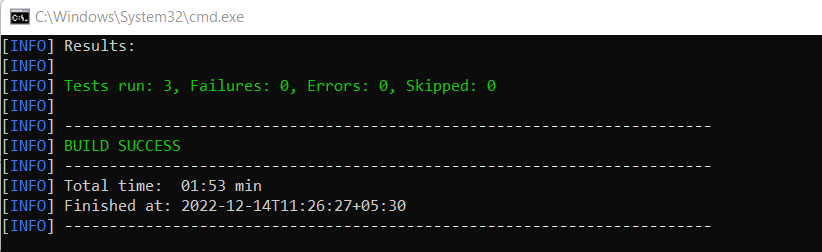 C:\Windows\System32\cmd.exe
[INFO] Results:
[INFO]
[INFO] Tests run: 3, Failures: 0, Errors: 0, Skipped: 0
[INFO]
[INFO] ------------------------------------------------------------------------
[INFO] BUILD SUCCESS
[INFO] ------------------------------------------------------------------------
[INFO] Total time:  01:53 min
[INFO] Finished at: 2022-12-14T11:26:27+05:30
[INFO] ------------------------------------------------------------------------